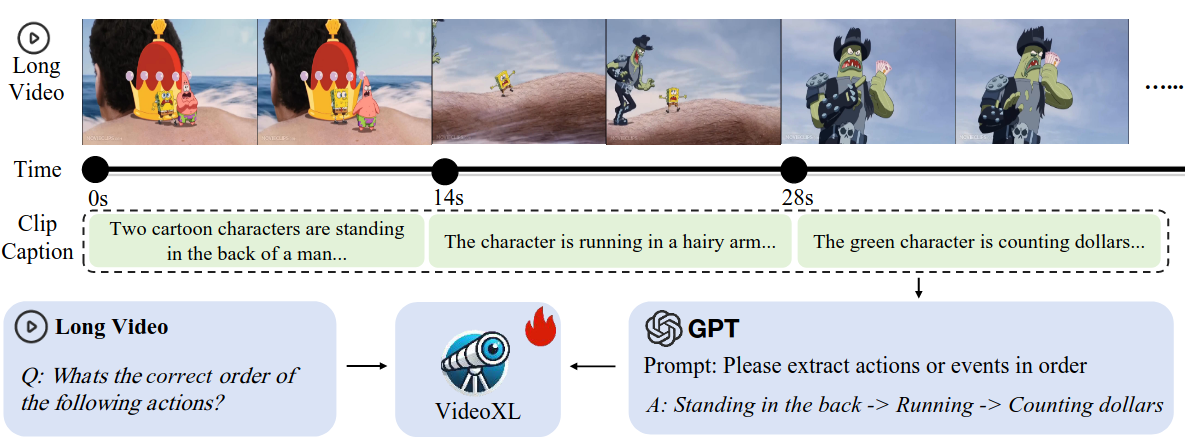 Long
Video
......
Time
0s
14s
28s
Clip
Caption
Two cartoon characters are standing
in the back of a man...
The character is running in a hairy arm...
The green character is counting dollars...
Long Video
Q: Whats the correct order of
the following actions?
VideoXL
GPT
Prompt: Please extract actions or events in order
A: Standing in the back -> Running -> Counting dollars